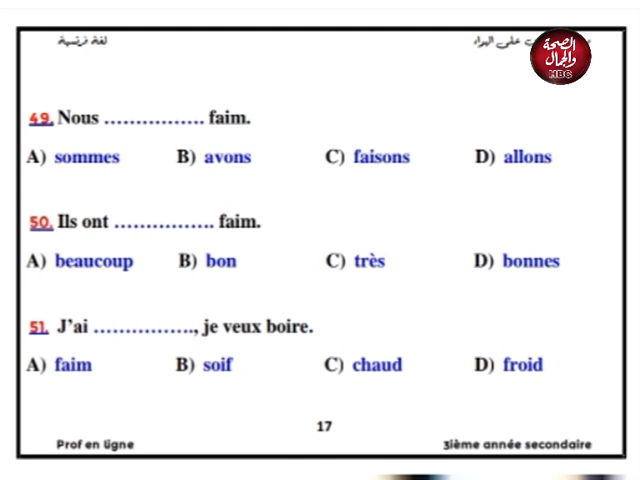 لغة فرنسية
على
الصحة
والجمال
HBC
49. Nous ................ faim.
A) sommes B) avons C) faisons D) allons
50. Ils ont ................ faim.
A) beaucoup B) bon C) très D) bonnes
51. J'ai ................, je veux boire.
A) faim B) soif C) chaud D) froid
17
Prof en ligne 3ième année secondaire